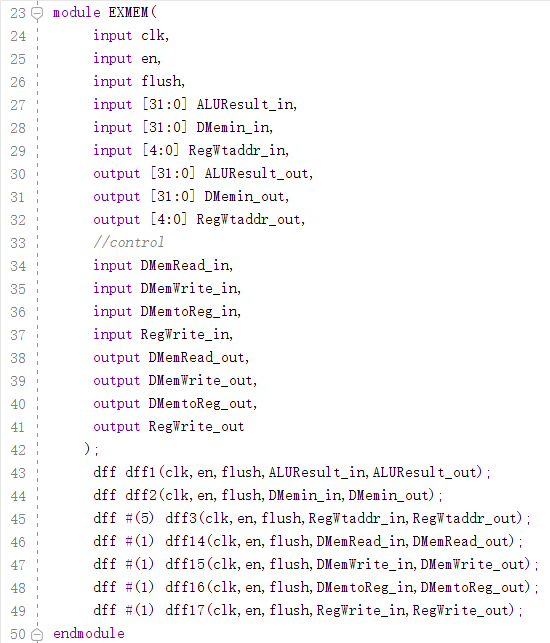 23 module EXMEM(
24 input clk,
25 input en,
26 input flush,
27 input [31:0] ALUResult_in,
28 input [31:0] DMemin_in,
29 input [4:0] RegWtaddr_in,
30 output [31:0] ALUResult_out,
31 output [31:0] DMemin_out,
32 output [4:0] RegWtaddr_out,
33 //control
34 input DMemRead_in,
35 input DMemWrite_in,
36 input DMemtoReg_in,
37 input RegWrite_in,
38 output DMemRead_out,
39 output DMemWrite_out,
40 output DMemtoReg_out,
41 output RegWrite_out
42 );
43 dff dff1(clk,en,flush,ALUResult_in,ALUResult_out);
44 dff dff2(clk,en,flush,DMemin_in,DMemin_out);
45 dff #(5) dff3(clk,en,flush,RegWtaddr_in,RegWtaddr_out);
46 dff #(1) dff14(clk,en,flush,DMemRead_in,DMemRead_out);
47 dff #(1) dff15(clk,en,flush,DMemWrite_in,DMemWrite_out);
48 dff #(1) dff16(clk,en,flush,DMemtoReg_in,DMemtoReg_out);
49 dff #(1) dff17(clk,en,flush,RegWrite_in,RegWrite_out);
50 endmodule